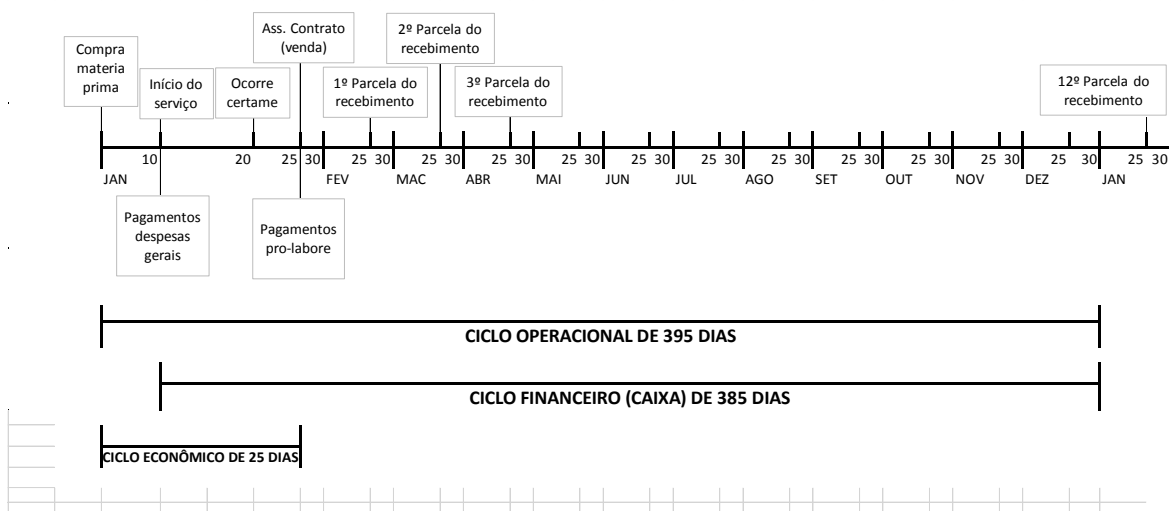 Compra
materia
prima
Início do
serviço
Ocorre
certame
Ass. Contrato
(venda)
1º Parcela do
recebimento
2º Parcela do
recebimento
3º Parcela do
recebimento
12º Parcela do
recebimento
10 20 25 30 25 30 25 30 25 30 25 30 25 30 25 30 25 30 25 30 25 30 25 30 25 30 25 30
JAN FEV MAC ABR MAI JUN JUL AGO SET OUT NOV DEZ JAN
Pagamentos
despesas
gerais
Pagamentos
pro-labore
CICLO OPERACIONAL DE 395 DIAS
CICLO FINANCEIRO (CAIXA) DE 385 DIAS
CICLO ECONÔMICO DE 25 DIAS